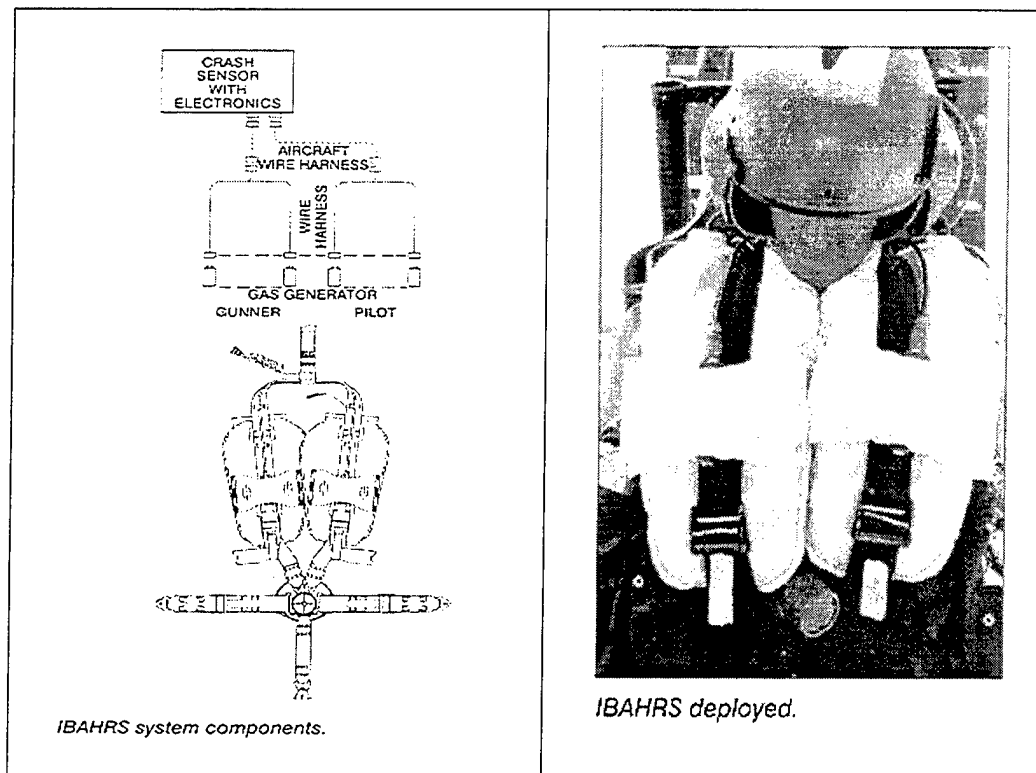 CRASH
SENSOR
WITH
ELECTRONICS
AIRCRAFT
WIRE HARNESS
WIRE
HARNESS
GAS GENERATOR
GUNNER PILOT
IBAHRS system components.
IBAHRS deployed.